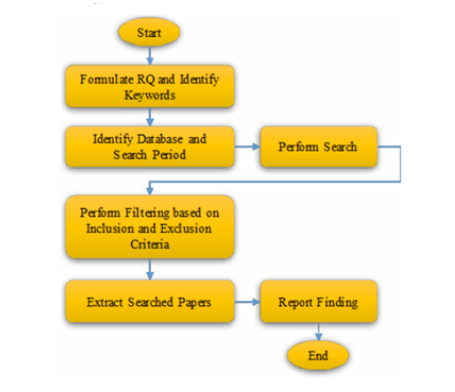 Start
Formulate RQ and Identify
Keywords
Identify Database and
Search Period
Perform Search
Perform Filtering based on
Inclusion and Exclusion
Criteria
Extract Searched Papers
Report Finding
End